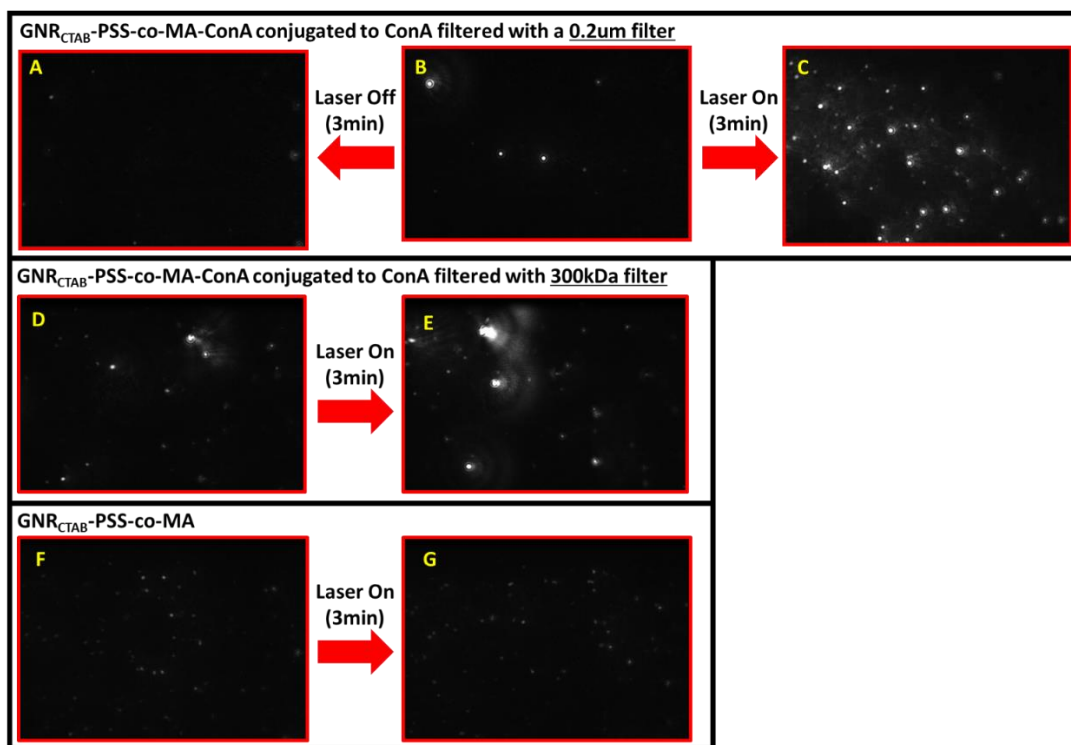 GNRCTAB-PSS-co-MA-ConA conjugated to ConA filtered with a 0.2um filter
A
Laser Off
(3min)
B
Laser On
(3min)
C
GNRCTAB-PSS-co-MA-ConA conjugated to ConA filtered with 300kDa filter
D
Laser On
(3min)
E
GNRCTAB-PSS-co-MA
F
Laser On
(3min)
G